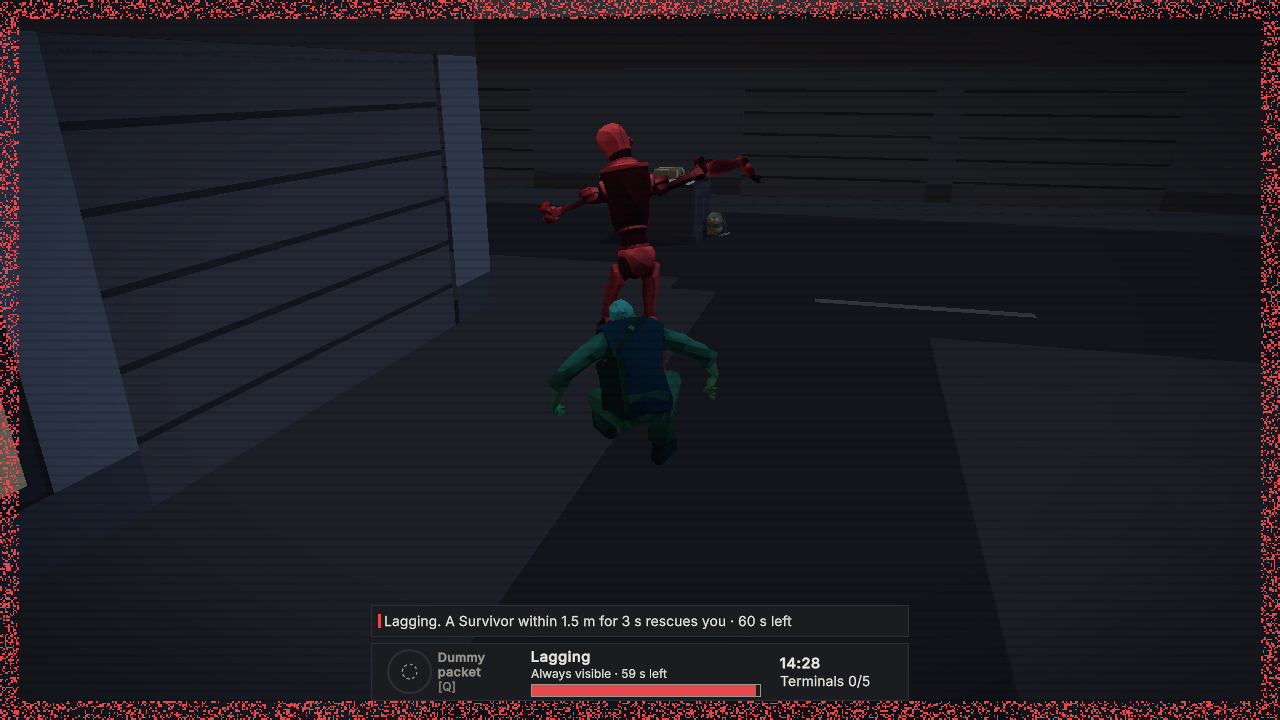 Lagging. A Survivor within 1.5 m for 3 s rescues you · 60 s left
Dummy
packet
[Q]
Lagging
Always visible · 59 s left
14:28
Terminals 0/5